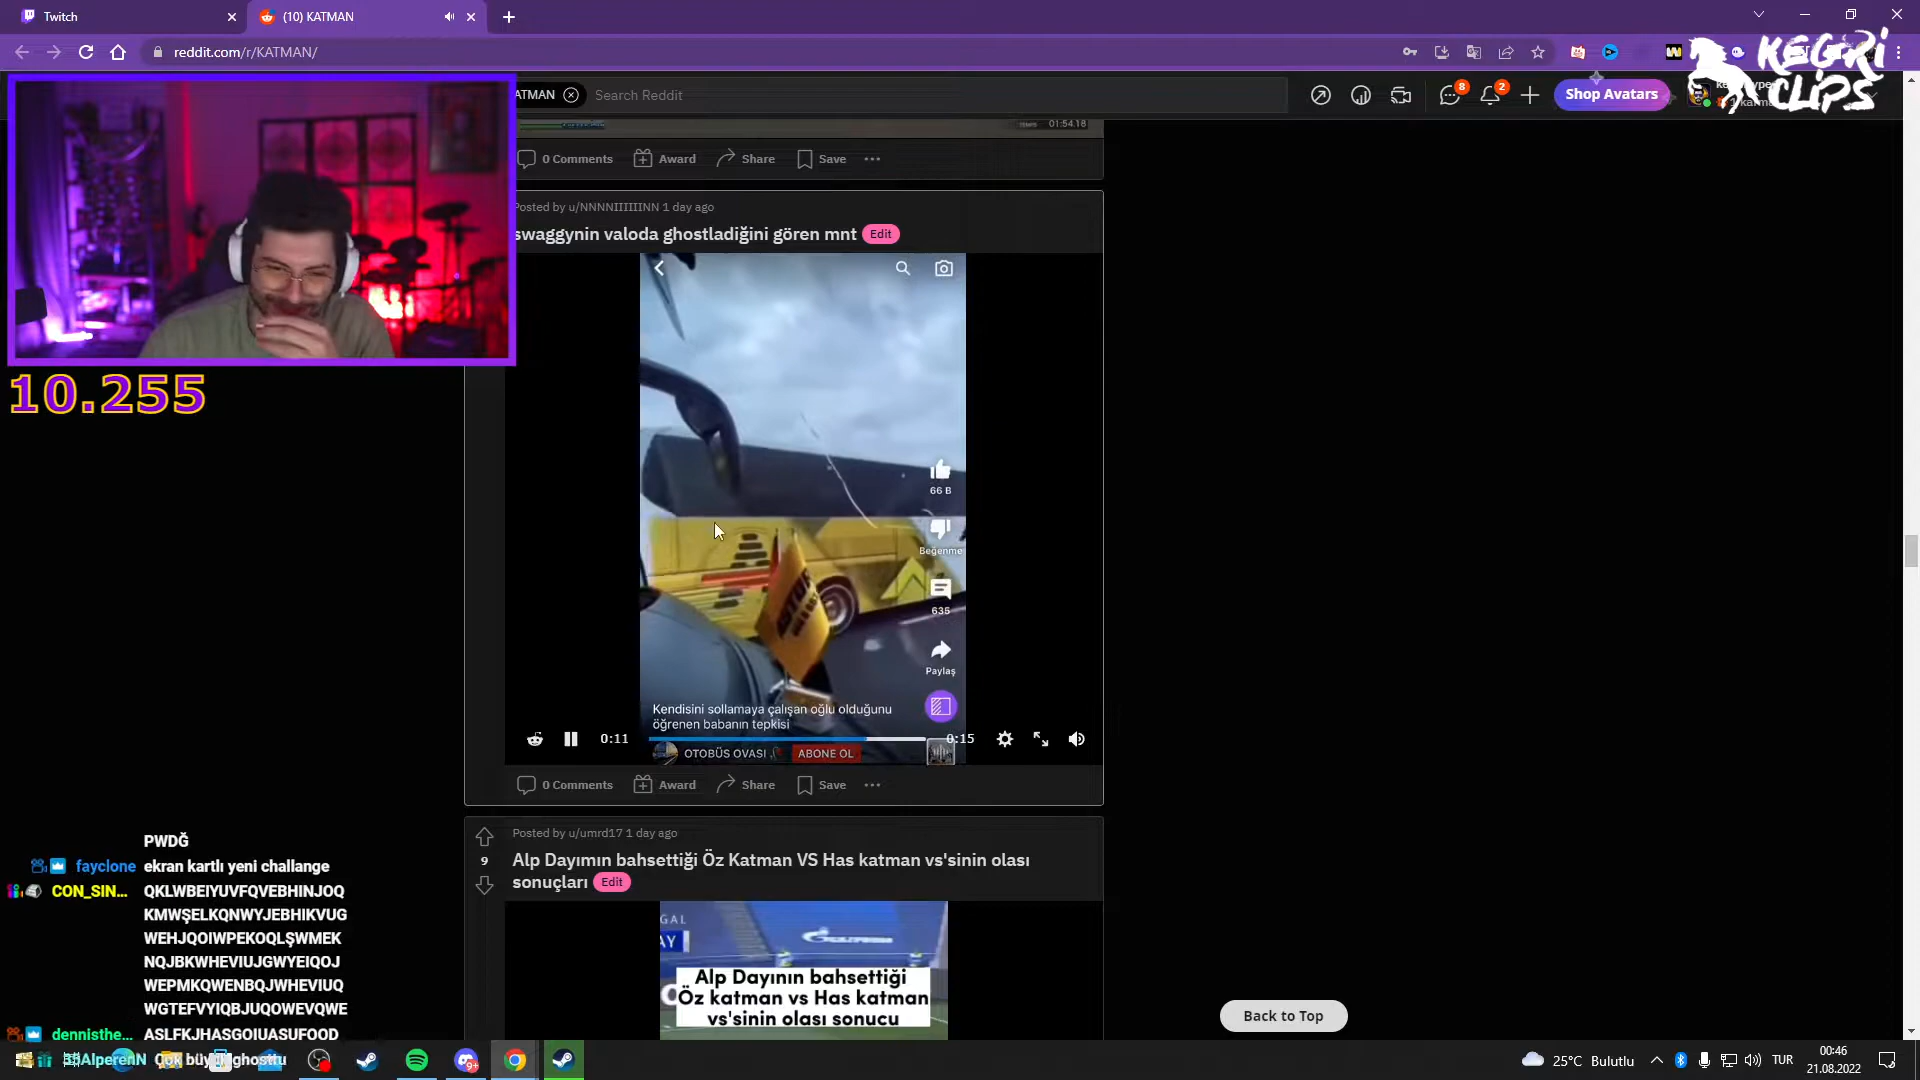 Twitch
(10) KATMAN
reddit.com/r/KATMAN/
KEGRİ
CLIPS
ATMAN
Search Reddit
8
2
Shop Avatars
01:54.18
0 Comments
Award
Share
Save
Posted by u/NNNNIIIIIINN 1 day ago
swaggynin valoda ghostladiğini gören mnt
Edit
10.255
66 B
Beğenme
635
Paylaş
Kendisini sollamaya çalışan oğlu olduğunu
öğrenen babanın tepkisi
0:11
0:15
OTOBÜS OVASI
ABONE OL
0 Comments
Award
Share
Save
Posted by u/umrd17 1 day ago
9
Alp Dayımın bahsettiği Öz Katman VS Has katman vs'sinin olası
sonuçları
Edit
Alp Dayının bahsettiği
Öz katman vs Has katman
vs'sinin olası sonucu
PWDĞ
fayclone ekran kartlı yeni challange
CON_SIN... QKLWBEIYUVFQVEBHINJOQ
KMWŞELKQNWYJEBHIKVUG
WEHJQOIWPEKOQLŞWMEK
NQJBKWHEVIUJGWYEIQOJ
WEPMKQWENBQJWHEVIUQ
WGTEFVYIQBJUQOWEVQWE
dennisthe... ASLFKJHASGOIUASUFOOD
Back to Top
25°C Bulutlu
TUR
00:46
21.08.2022